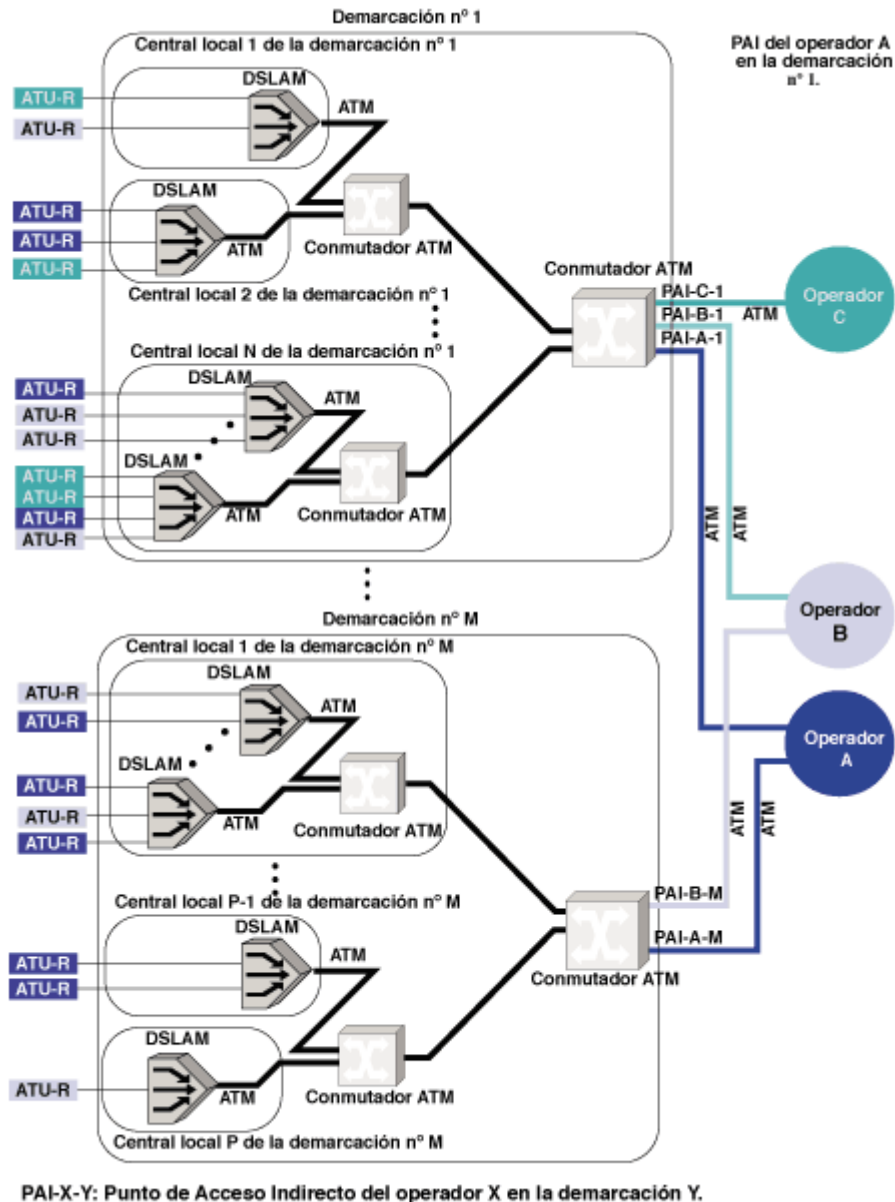 Demarcación nº 1
Central local 1 de la demarcación nº 1
PAI del operador A
en la demarcación
nº 1.
DSLAM
ATM
ATU-R
ATU-R
DSLAM
ATU-R
ATU-R
ATU-R
ATM
Conmutador ATM
Central local 2 de la demarcación nº 1
Conmutador ATM
PAI-C-1
PAI-B-1
PAI-A-1
ATM
Operador
C
Central local N de la demarcación nº 1
DSLAM
ATU-R
ATU-R
ATU-R
ATM
DSLAM
ATU-R
ATU-R
ATU-R
ATU-R
ATM
Conmutador ATM
ATM
ATM
Demarcación nº M
Operador
B
Central local 1 de la demarcación nº M
DSLAM
ATU-R
ATU-R
ATM
DSLAM
ATU-R
ATU-R
ATU-R
ATM
Conmutador ATM
Operador
A
ATM
ATM
Central local P-1 de la demarcación nº M
DSLAM
ATU-R
ATU-R
ATM
PAI-B-M
PAI-A-M
Conmutador ATM
DSLAM
ATU-R
ATM
Conmutador ATM
Central local P de la demarcación nº M
PAI-X-Y: Punto de Acceso Indirecto del operador X en la demarcación Y.